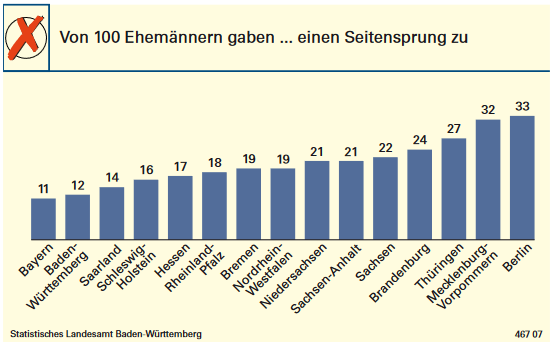 Von 100 Ehemännern gaben ... einen Seitensprung zu
11
12
14
16
17
18
19
19
21
21
22
24
27
32
33
Bayern
Baden-
Württemberg
Saarland
Schleswig-
Holstein
Hessen
Rheinland-
Pfalz
Bremen
Nordrhein-
Westfalen
Niedersachsen
Sachsen-Anhalt
Sachsen
Brandenburg
Thüringen
Mecklenburg-
Vorpommern
Berlin
Statistisches Landesamt Baden-Württemberg
467 07